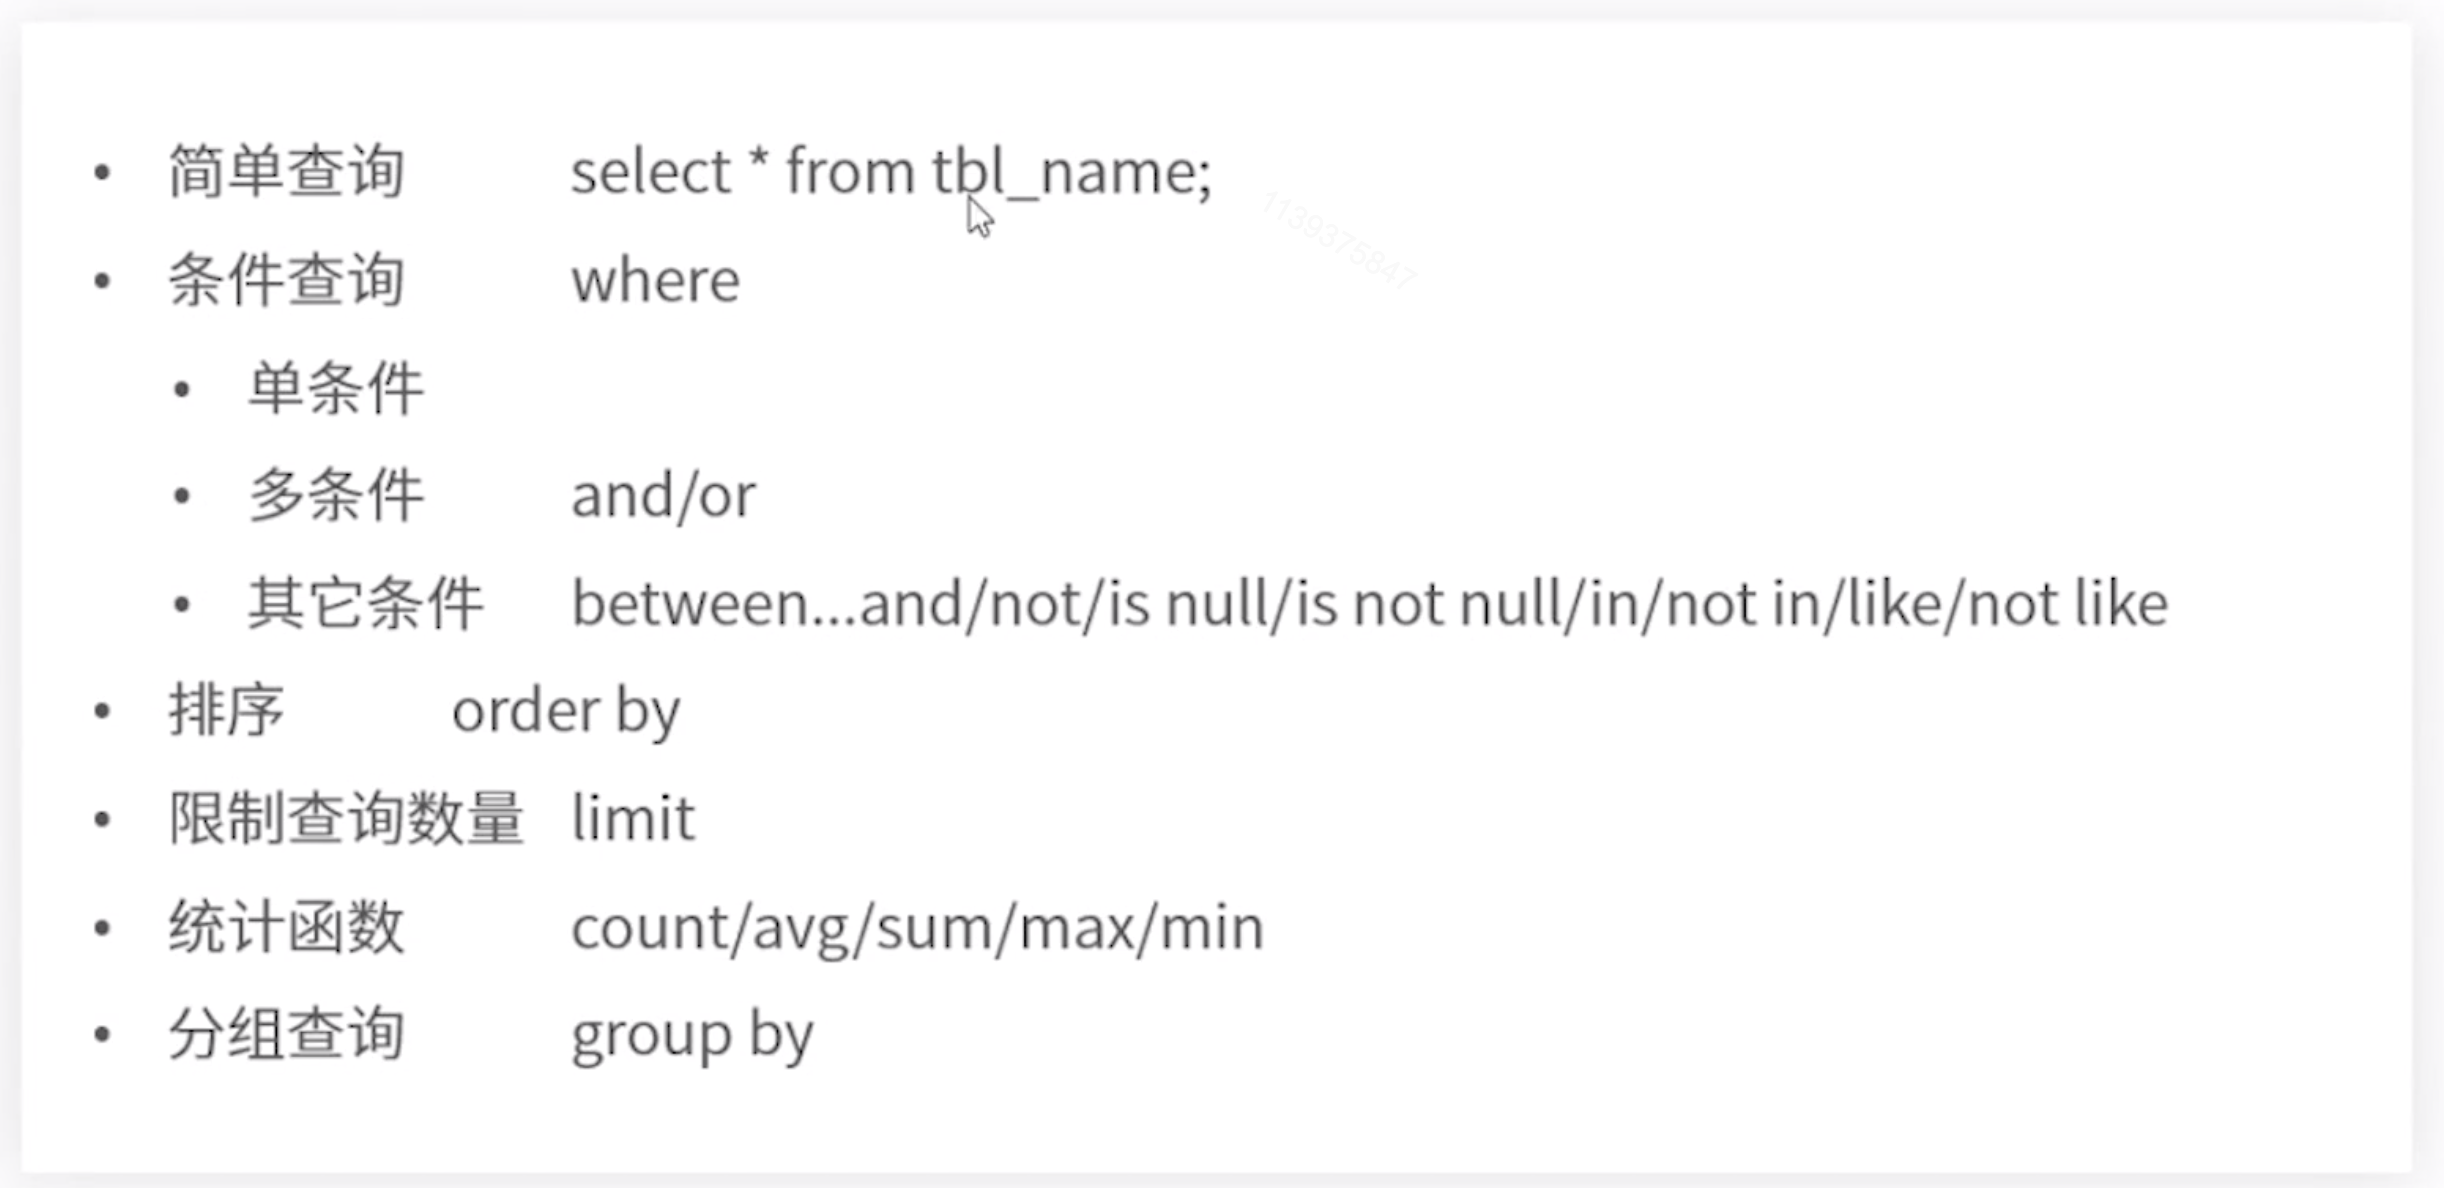 • 简单查询 select * from tbl_name;
1139375847
• 条件查询 where
• 单条件
• 多条件 and/or
• 其它条件 between...and/not/is null/is not null/in/not in/like/not like
• 排序 order by
• 限制查询数量 limit
• 统计函数 count/avg/sum/max/min
• 分组查询 group by